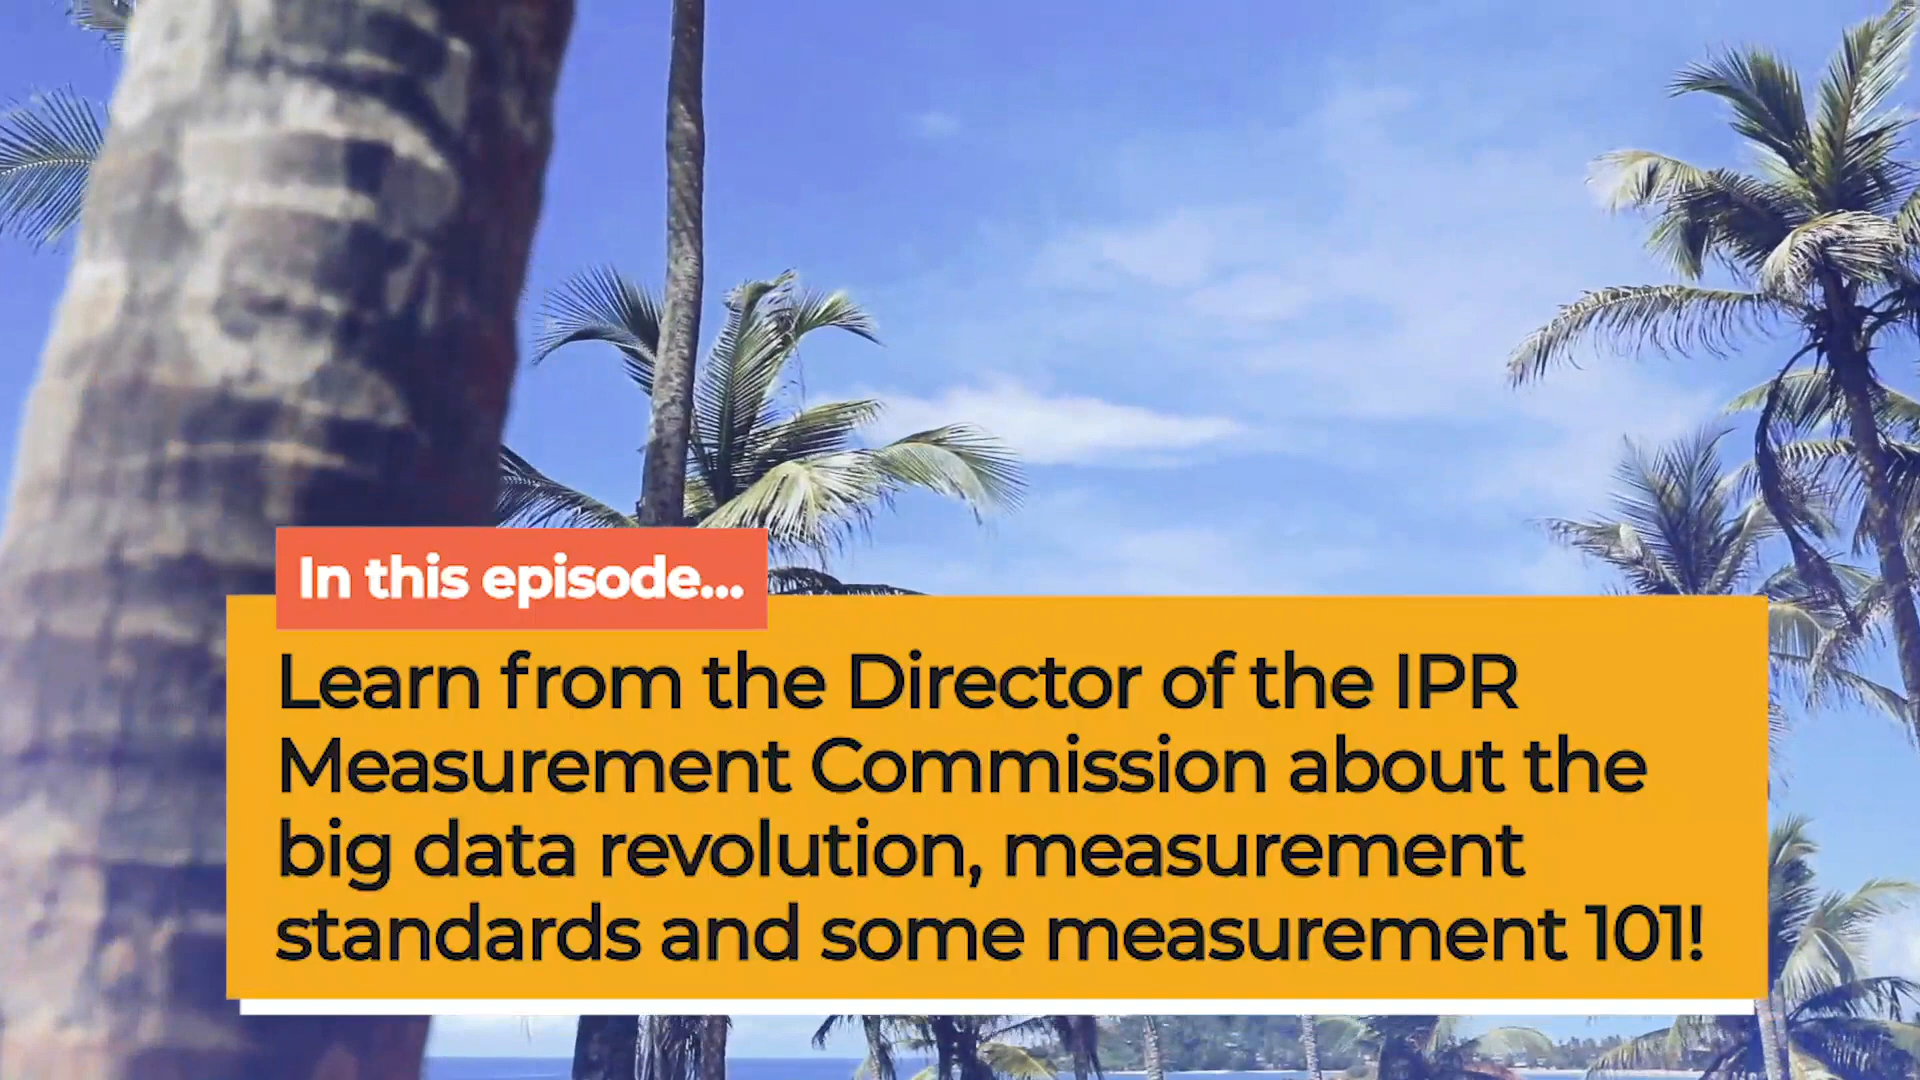 In this episode...
Learn from the Director of the IPR
Measurement Commission about the
big data revolution, measurement
standards and some measurement 101!